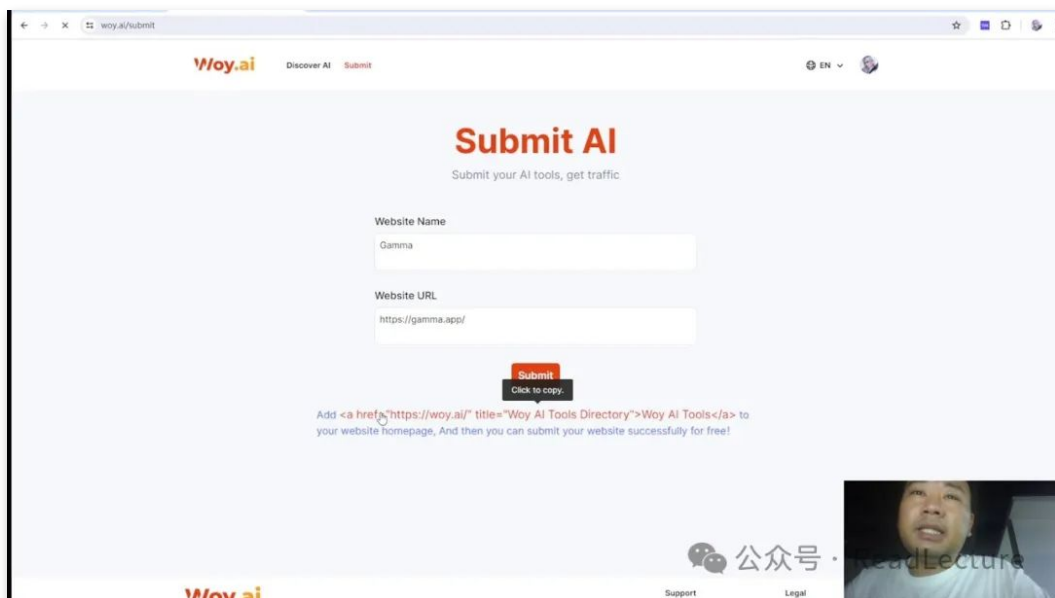 woy.ai/submit
Woy.ai Discover AI Submit EN
Submit AI
Submit your AI tools, get traffic
Website Name
Gamma
Website URL
https://gamma.app/
Submit
Click to copy.
Add <a href="https://woy.ai/" title="Woy AI Tools Directory">Woy AI Tools</a> to
your website homepage, And then you can submit your website successfully for free!
公众号 · ReadLecture
Woy.ai Support Legal